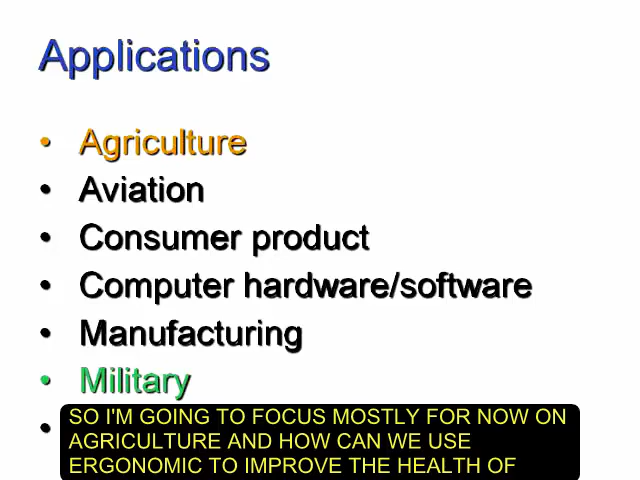 Applications
• Agriculture
• Aviation
• Consumer product
• Computer hardware/software
• Manufacturing
• Military
•
SO I'M GOING TO FOCUS MOSTLY FOR NOW ON
AGRICULTURE AND HOW CAN WE USE
ERGONOMIC TO IMPROVE THE HEALTH OF